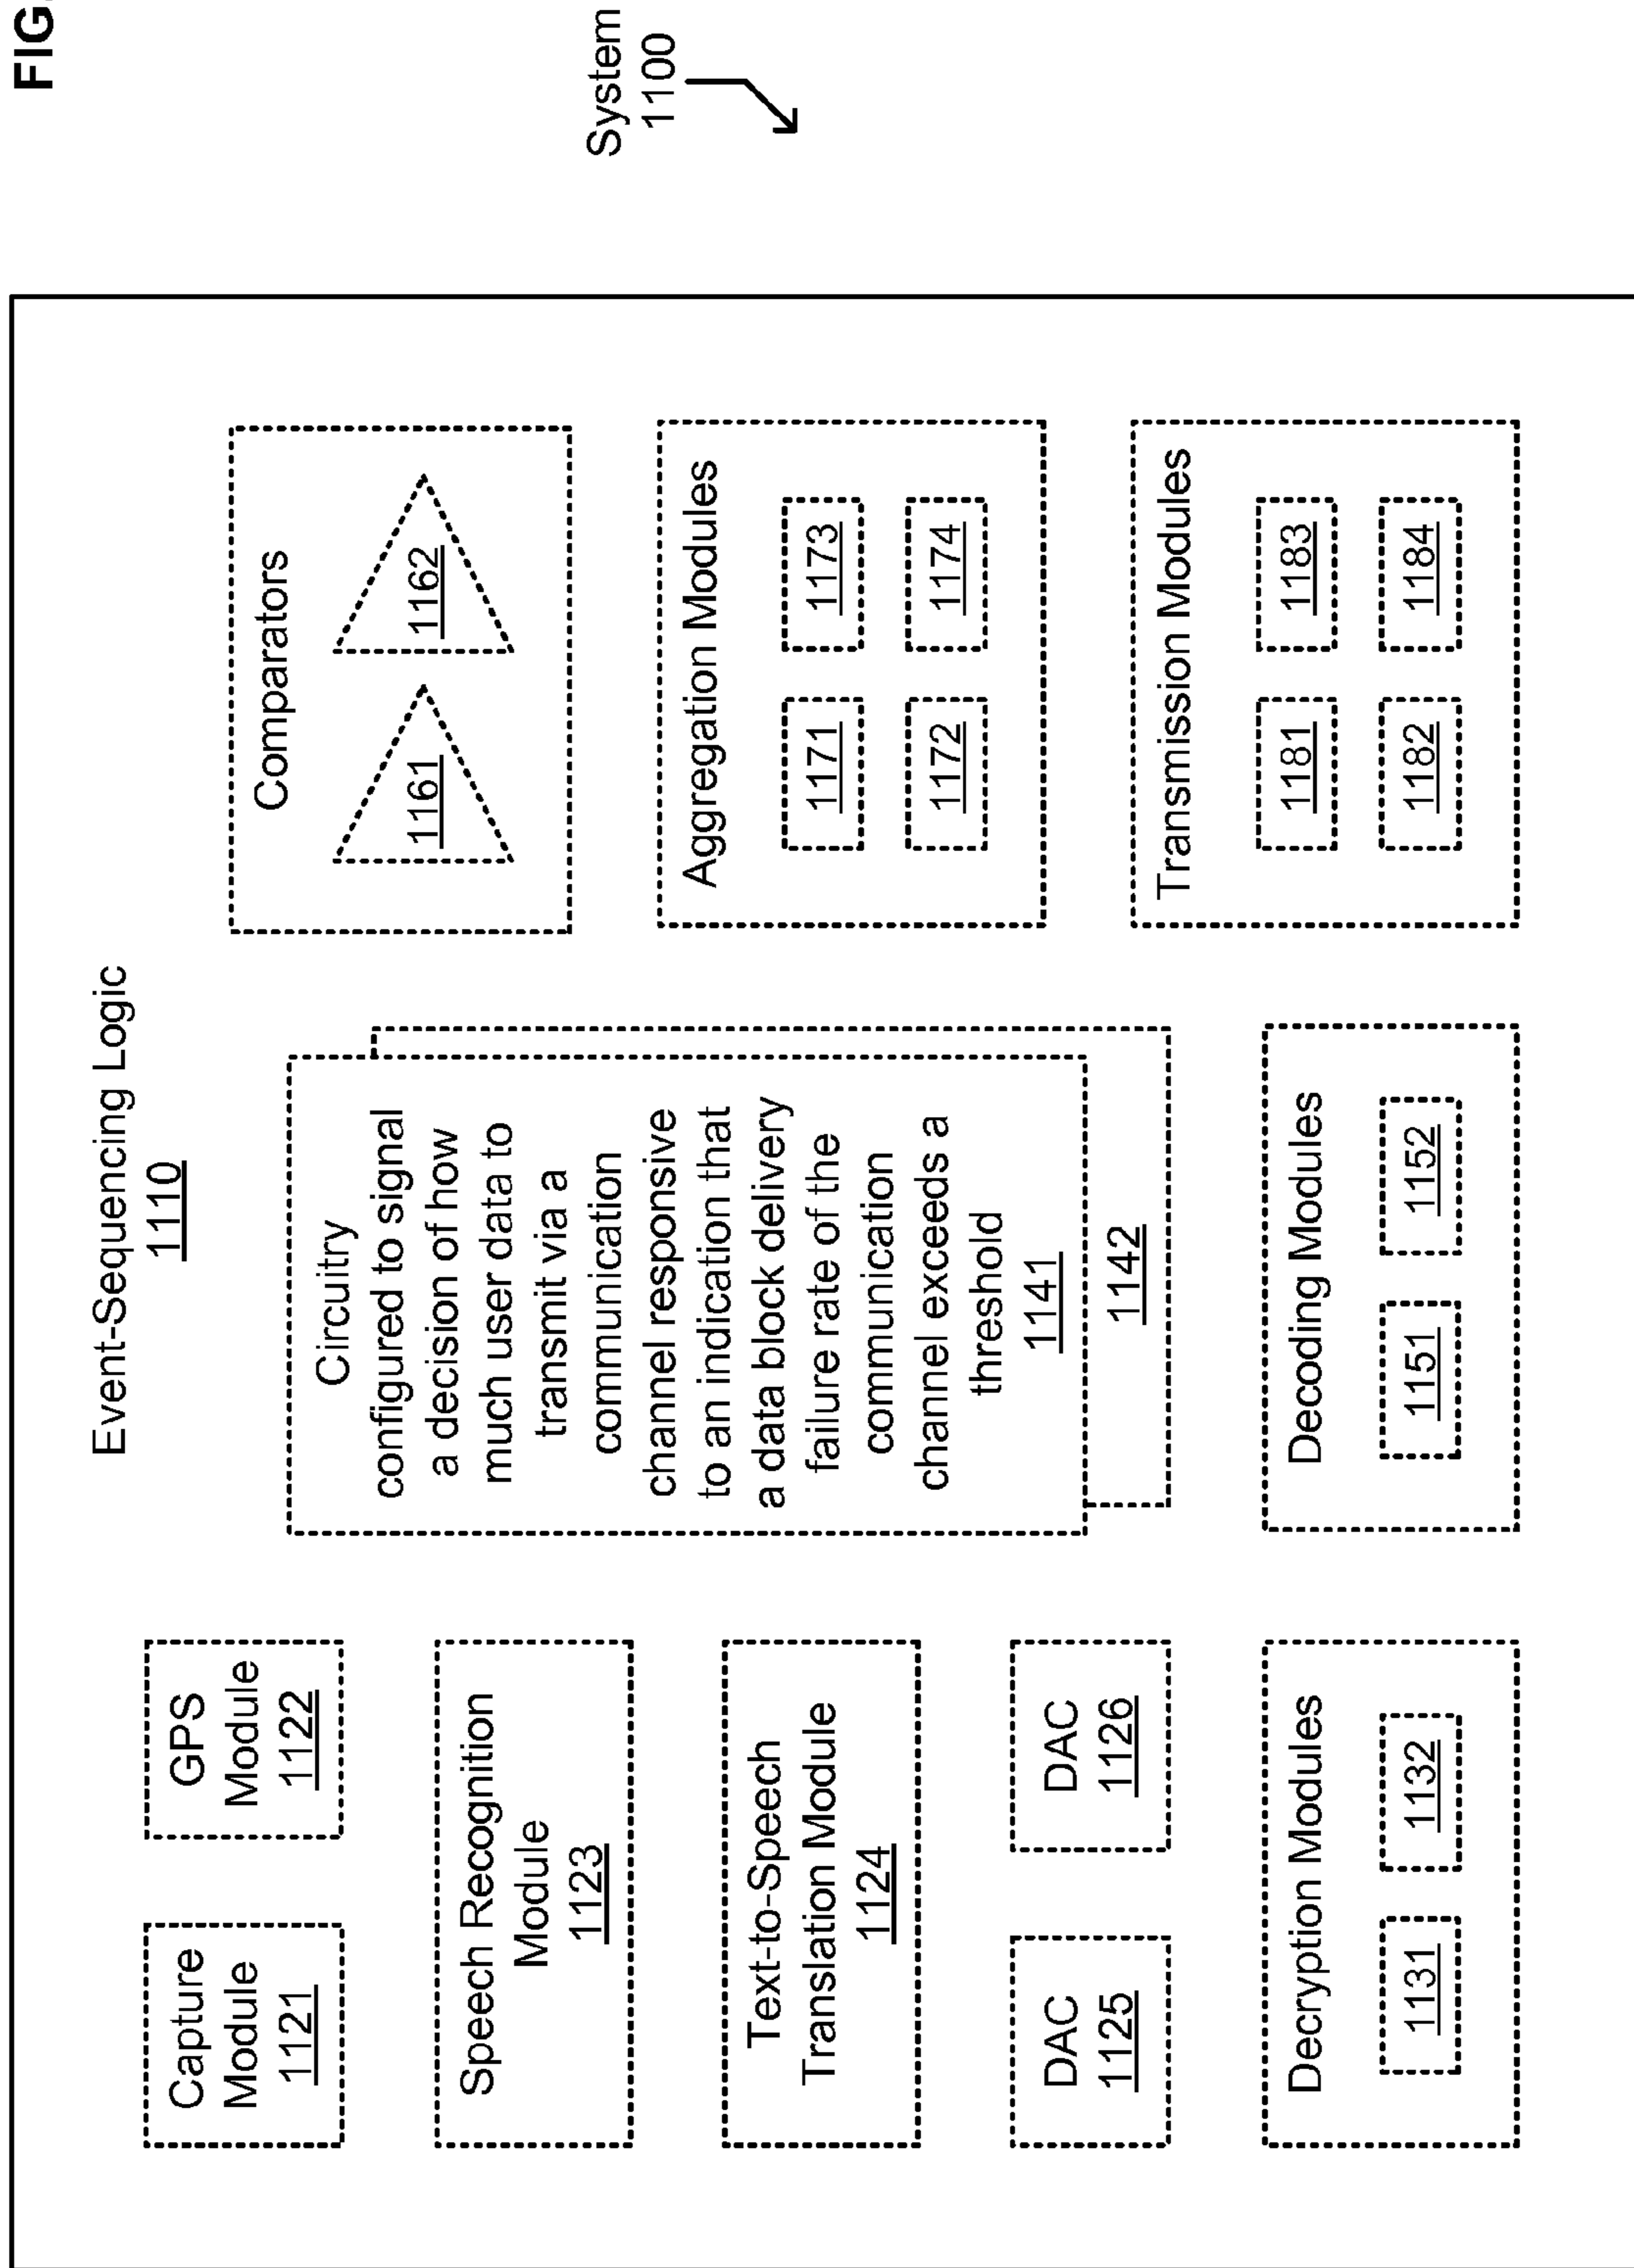 FIG.
System
1100
Event-Sequencing Logic
1110
Capture
Module
1121
GPS
Module
1122
Speech Recognition
Module
1123
Text-to-Speech
Translation Module
1124
DAC
1125
DAC
1126
Decryption Modules
1131
1132
Circuitry
configured to signal
a decision of how
much user data to
transmit via a
communication
channel responsive
to an indication that
a data block delivery
failure rate of the
communication
channel exceeds a
threshold
1141
1142
Decoding Modules
1151
1152
Comparators
1161
1162
Aggregation Modules
1171
1173
1172
1174
Transmission Modules
1181
1183
1182
1184